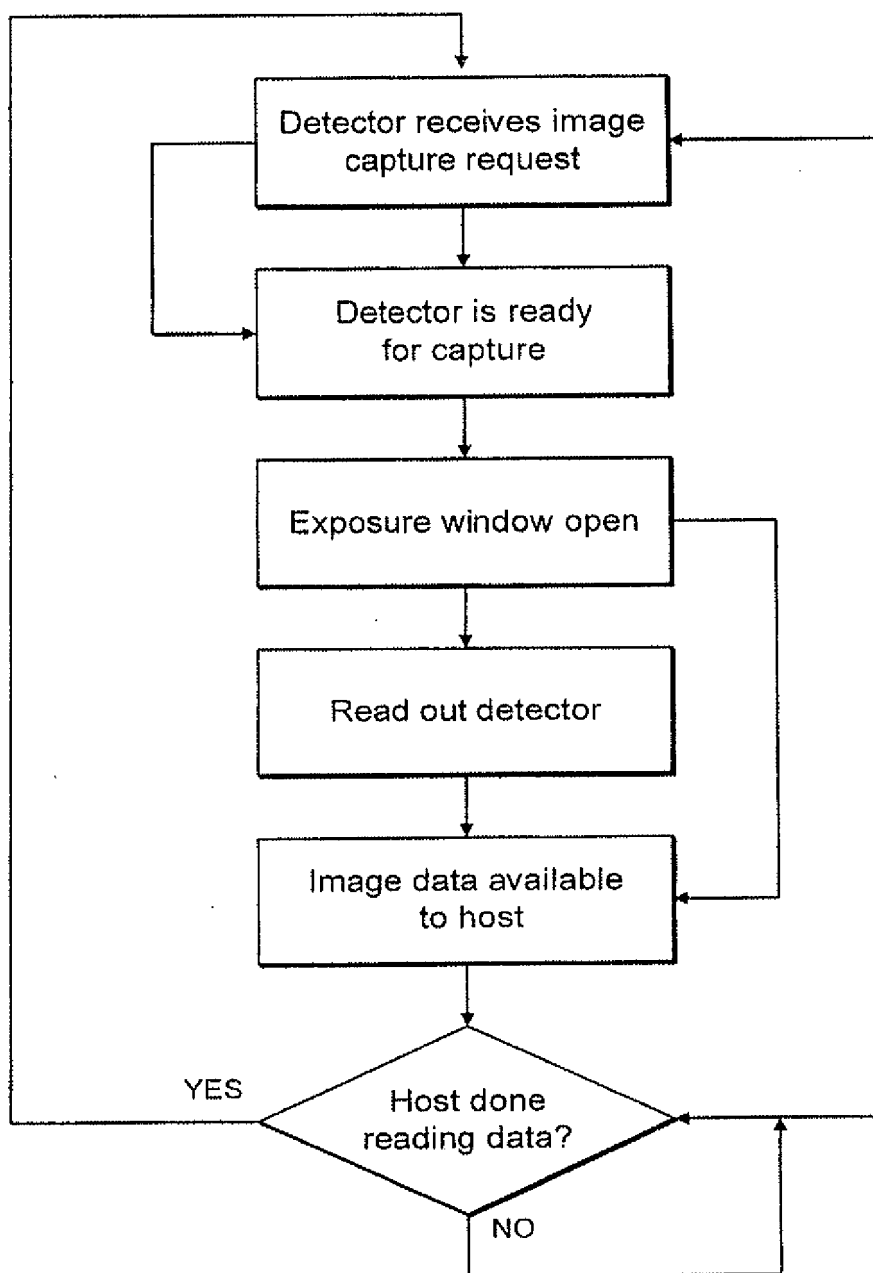 Detector receives image
capture request
Detector is ready
for capture
Exposure window open
Read out detector
Image data available
to host
YES
Host done
reading data?
NO